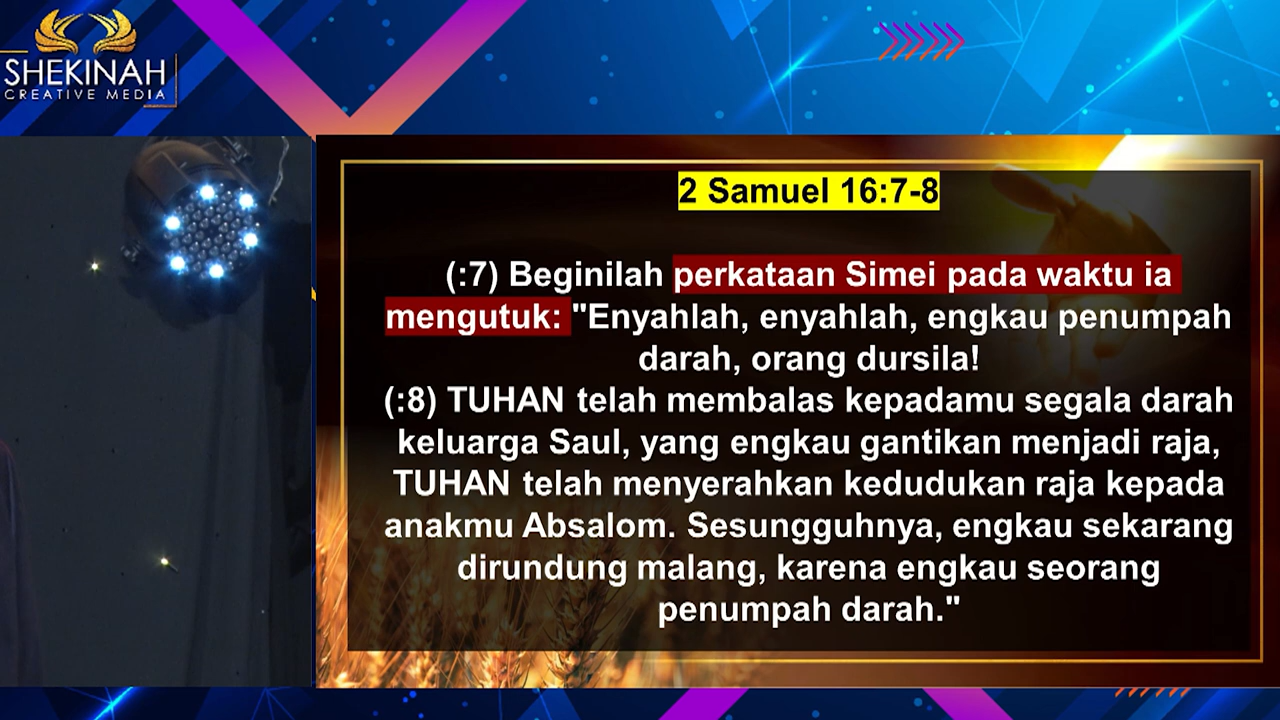 SHEKINAH
CREATIVE MEDIA
2 Samuel 16:7-8
(:7) Beginilah perkataan Simei pada waktu ia
mengutuk: "Enyahlah, enyahlah, engkau penumpah
darah, orang dursila!
(:8) TUHAN telah membalas kepadamu segala darah
keluarga Saul, yang engkau gantikan menjadi raja,
TUHAN telah menyerahkan kedudukan raja kepada
anakmu Absalom. Sesungguhnya, engkau sekarang
dirundung malang, karena engkau seorang
penumpah darah."